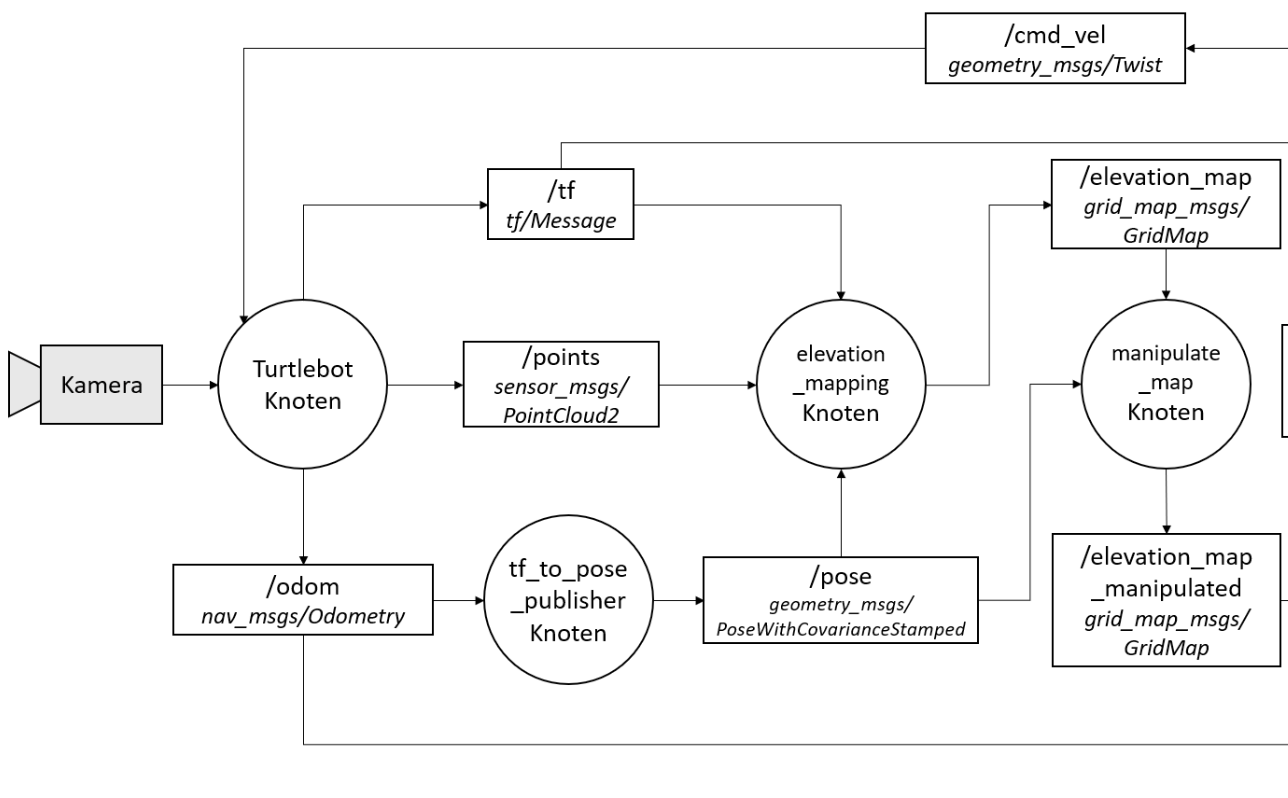 /cmd_vel
geometry_msgs/Twist
/tf
tf/Message
/elevation_map
grid_map_msgs/
GridMap
Kamera
Turtlebot
Knoten
/points
sensor_msgs/
PointCloud2
elevation
_mapping
Knoten
manipulate
_map
Knoten
/odom
nav_msgs/Odometry
tf_to_pose
_publisher
Knoten
/pose
geometry_msgs/
PoseWithCovarianceStamped
/elevation_map
_manipulated
grid_map_msgs/
GridMap